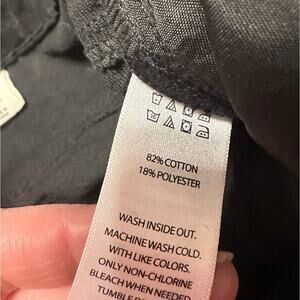 82% COTTON
18% POLYESTER
WASH INSIDE OUT.
MACHINE WASH COLD.
WITH LIKE COLORS.
ONLY NON-CHLORINE
BLEACH WHEN NEEDED
TUMBLE